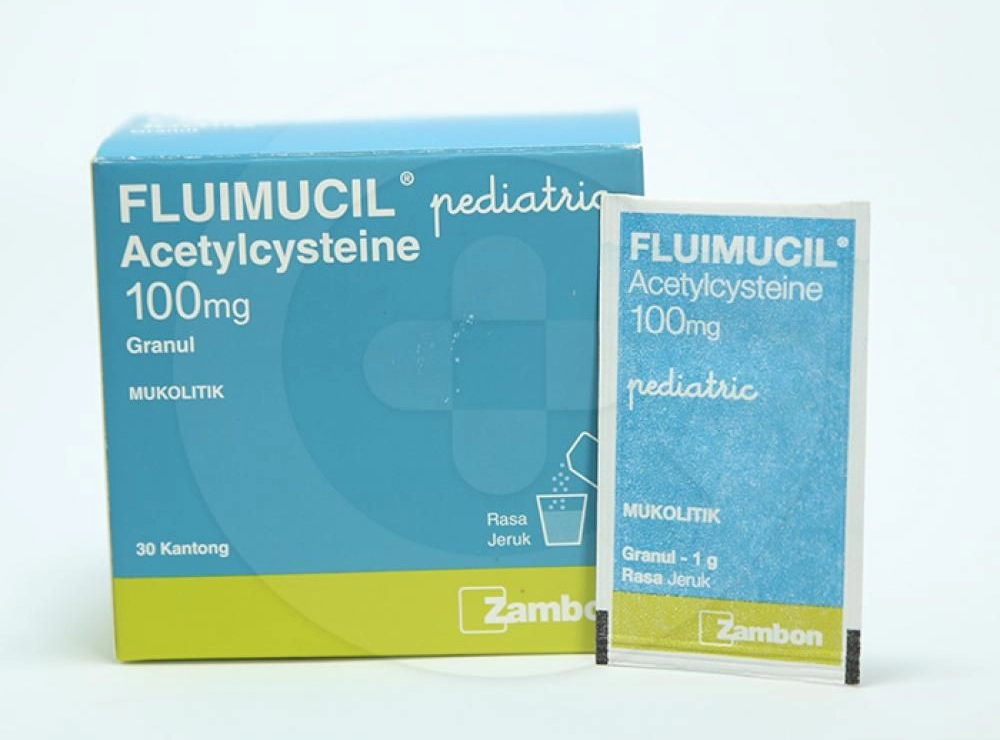 FLUIMUCIL® pediatric
Acetylcysteine
100mg
Granul
MUKOLITIK
Rasa
Jeruk
30 Kantong
Zambon
FLUIMUCIL®
Acetylcysteine
100mg
pediatric
MUKOLITIK
Granul - 1 g
Rasa Jeruk
Zambon